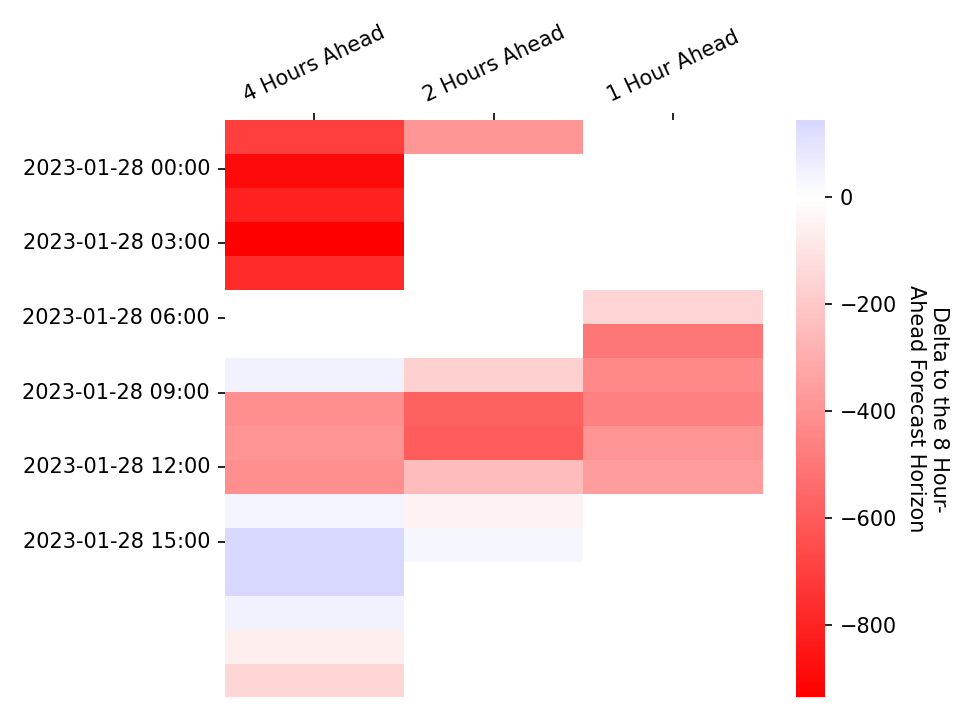 4 Hours Ahead
2 Hours Ahead
1 Hour Ahead
2023-01-28 00:00
2023-01-28 03:00
2023-01-28 06:00
2023-01-28 09:00
2023-01-28 12:00
2023-01-28 15:00
0
−200
−400
−600
−800
Delta to the 8 Hour-
Ahead Forecast Horizon